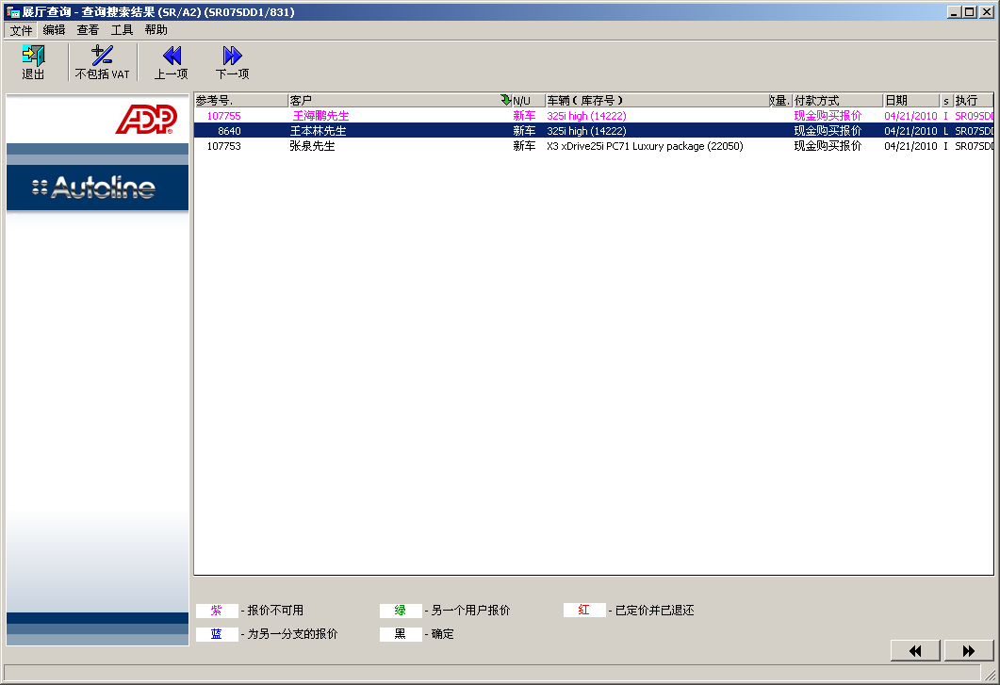 展厅查询 - 查询搜索结果 (SR/A2) (SR07SDD1/831)
文件 编辑 查看 工具 帮助
退出 不包括 VAT 上一项 下一项
ADP
Autoline
参考号. 客户 N/U 车辆 ( 库存号 ) 数量. 付款方式 日期 s 执行
107755 王海鹏先生 新车 325i high (14222) 现金购买报价 04/21/2010 I SR09SDD
8640 王本林先生 新车 325i high (14222) 现金购买报价 04/21/2010 L SR07SDD
107753 张泉先生 新车 X3 xDrive25i PC71 Luxury package (22050) 现金购买报价 04/21/2010 I SR07SDD
紫 - 报价不可用 绿 - 另一个用户报价 红 - 已定价并已退还
蓝 - 为另一分支的报价 黑 - 确定